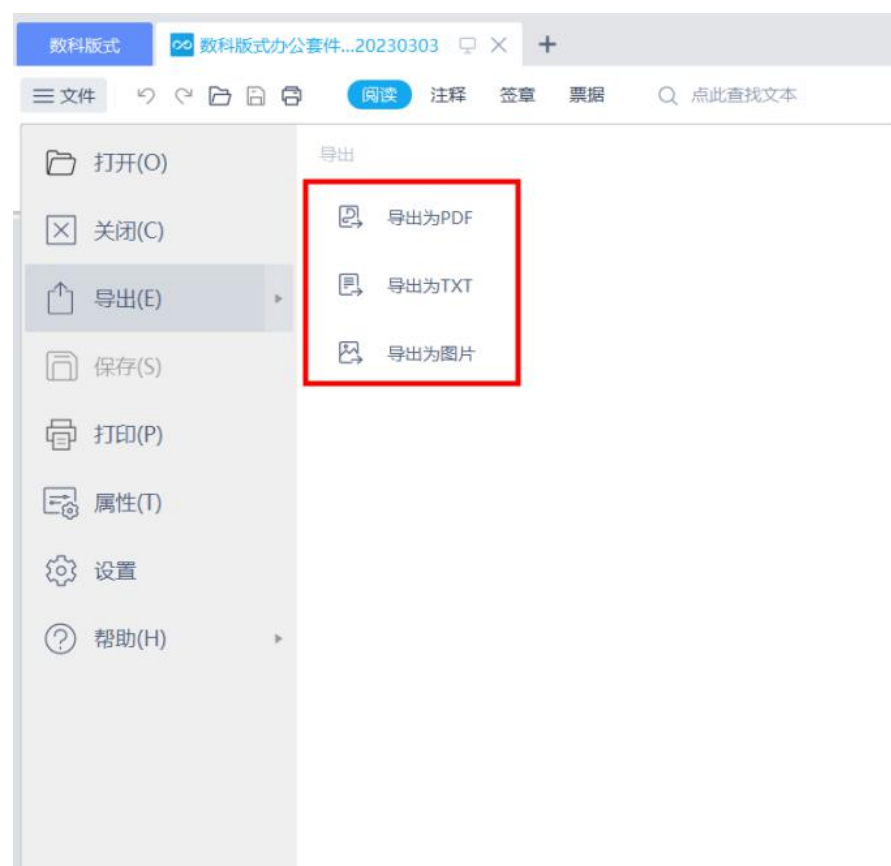 数科版式 数科版式办公套件...20230303
文件 阅读 注释 签章 票据 点此查找文本
打开(O)
关闭(C)
导出(E)
保存(S)
打印(P)
属性(T)
设置
帮助(H)
导出
导出为PDF
导出为TXT
导出为图片